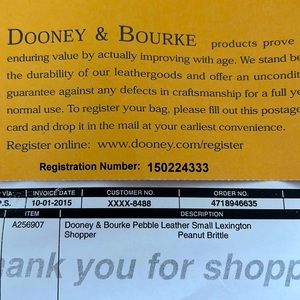 DOONEY & BOURKE products prove
enduring value by actually improving with age. We stand be
the durability of our leathergoods and offer an uncondit
guarantee against any defects in craftsmanship for a full ye
normal use. To register your bag, please fill out this postage
card and drop it in the mail at your earliest convenience.
Register online: www.dooney.com/register
Registration Number: 150224333
VIA INVOICE DATE CUSTOMER NO. ORDER NO.
P.S. 10-01-2015 XXXX-8488 4718946635
ITEM DESCRIPTION
A256907 Dooney & Bourke Pebble Leather Small Lexington
Shopper Peanut Brittle
hank you for shopp